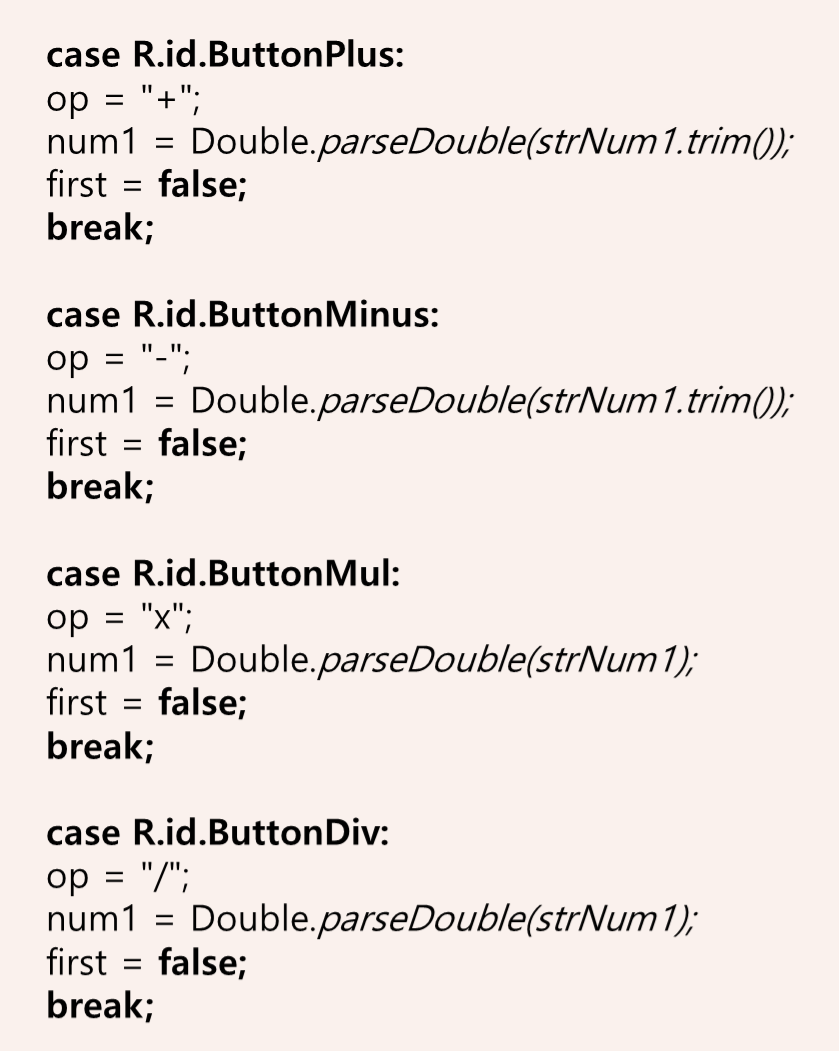 case R.id.ButtonPlus:
op = "+";
num1 = Double.parseDouble(strNum1.trim());
first = false;
break;

case R.id.ButtonMinus:
op = "-";
num1 = Double.parseDouble(strNum1.trim());
first = false;
break;

case R.id.ButtonMul:
op = "x";
num1 = Double.parseDouble(strNum1);
first = false;
break;

case R.id.ButtonDiv:
op = "/";
num1 = Double.parseDouble(strNum1);
first = false;
break;